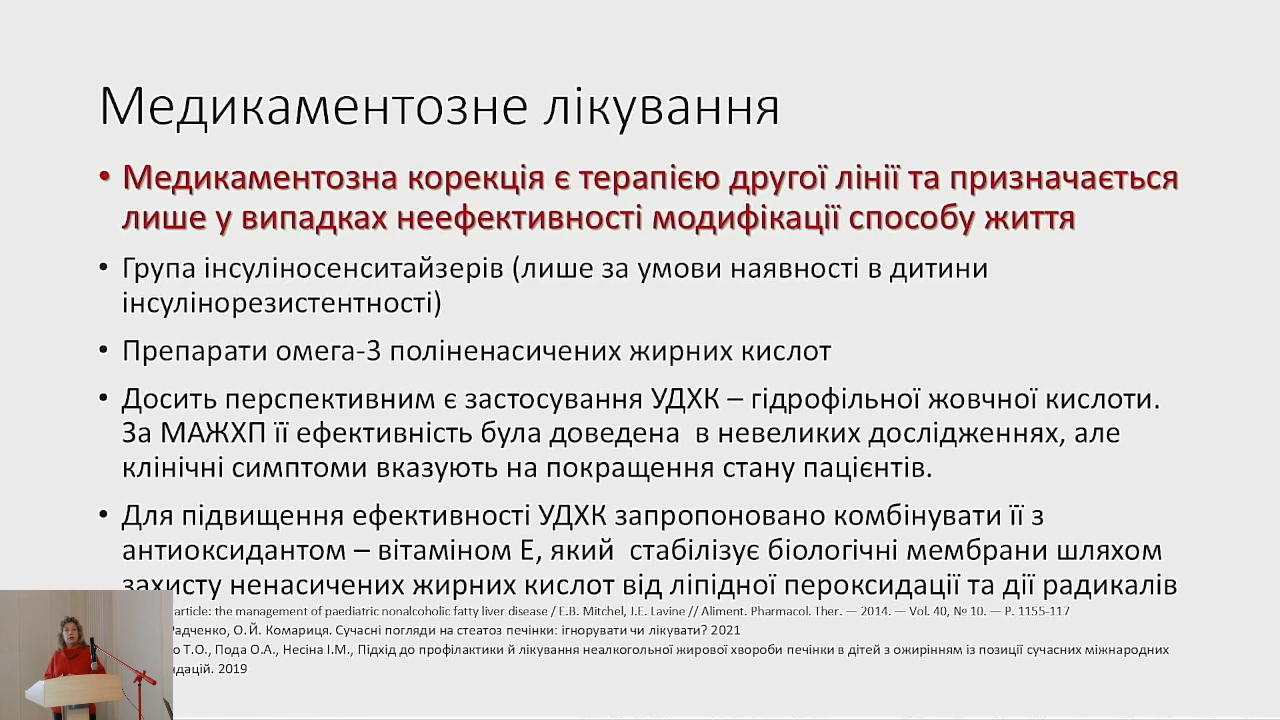 Медикаментозне лікування
• Медикаментозна корекція є терапією другої лінії та призначається
лише у випадках неефективності модифікації способу життя
• Група інсуліносенситайзерів (лише за умови наявності в дитини
інсулінорезистентності)
• Препарати омега-3 поліненасичених жирних кислот
• Досить перспективним є застосування УДХК – гідрофільної жовчної кислоти.
За МАЖХП її ефективність була доведена в невеликих дослідженнях, але
клінічні симптоми вказують на покращення стану пацієнтів.
• Для підвищення ефективності УДХК запропоновано комбінувати її з
антиоксидантом – вітаміном Е, який стабілізує біологічні мембрани шляхом
захисту ненасичених жирних кислот від ліпідної пероксидації та дії радикалів
article: the management of paediatric nonalcoholic fatty liver disease / E.B. Mitchel, J.E. Lavine // Aliment. Pharmacol. Ther. — 2014. — Vol. 40, № 10. — P. 1155-117
Радченко, О. Й. Комариця. Сучасні погляди на стеатоз печінки: ігнорувати чи лікувати? 2021
Т.О., Пода О.А., Несіна І.М., Підхід до профілактики й лікування неалкогольної жирової хвороби печінки в дітей з ожирінням із позиції сучасних міжнародних
2019